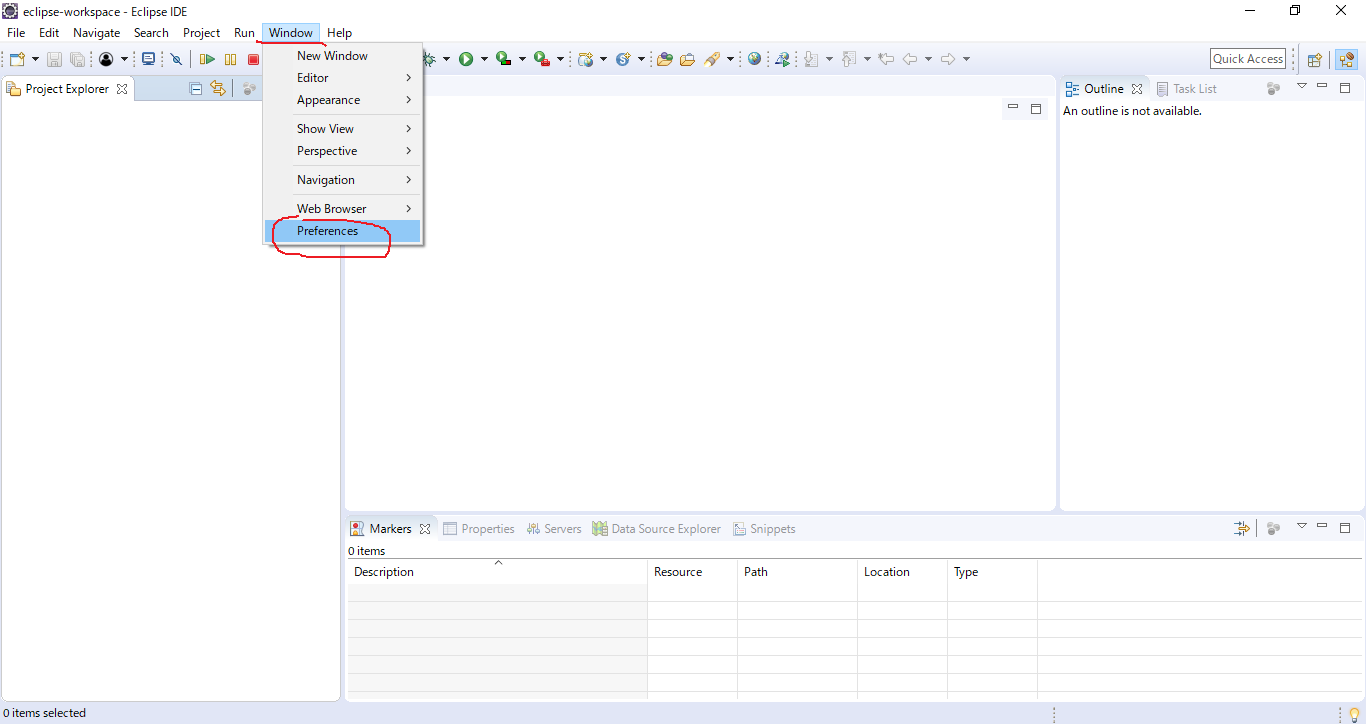 eclipse-workspace - Eclipse IDE
File Edit Navigate Search Project Run Window Help
New Window
Editor
Appearance
Show View
Perspective
Navigation
Web Browser
Preferences
Quick Access
Project Explorer
Outline Task List
An outline is not available.
Markers Properties Servers Data Source Explorer Snippets
0 items
Description Resource Path Location Type
0 items selected